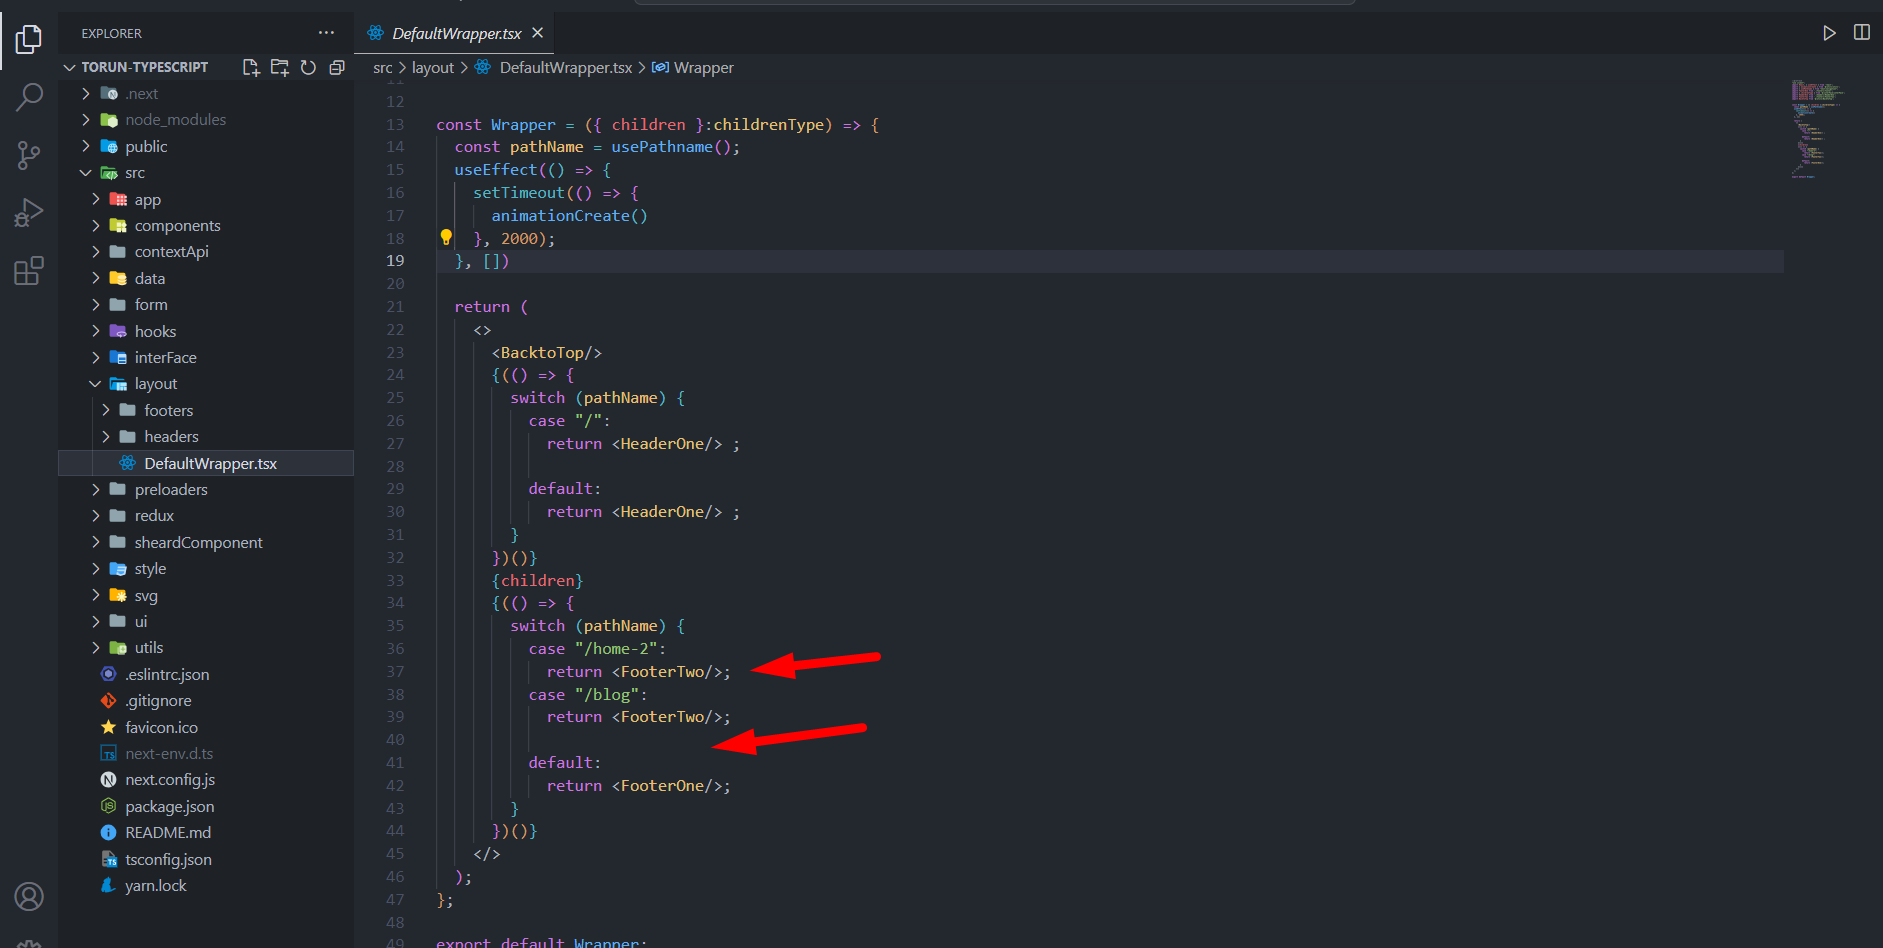 EXPLORER
DefaultWrapper.tsx
TORUN-TYPESCRIPT
src > layout > DefaultWrapper.tsx > Wrapper
.next
node_modules
public
src
app
components
contextApi
data
form
hooks
interFace
layout
footers
headers
DefaultWrapper.tsx
preloaders
redux
sheardComponent
style
svg
ui
utils
.eslintrc.json
.gitignore
favicon.ico
next-env.d.ts
next.config.js
package.json
README.md
tsconfig.json
yarn.lock
11
12
13 const Wrapper = ({ children }:childrenType) => {
14 const pathName = usePathname();
15 useEffect(() => {
16 setTimeout(() => {
17 animationCreate()
18 }, 2000);
19 }, [])
20
21 return (
22 <>
23 <BacktoTop/>
24 {(() => {
25 switch (pathName) {
26 case "/":
27 return <HeaderOne/> ;
28
29 default:
30 return <HeaderOne/> ;
31 }
32 })()}
33 {children}
34 {(() => {
35 switch (pathName) {
36 case "/home-2":
37 return <FooterTwo/>;
38 case "/blog":
39 return <FooterTwo/>;
40
41 default:
42 return <FooterOne/>;
43 }
44 })()}
45 </>
46 );
47 };
48
49 export default Wrapper;